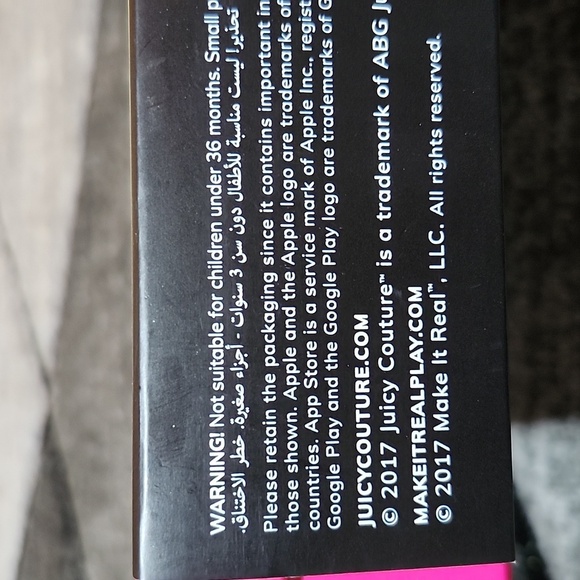 WARNING! Not suitable for children under 36 months. Small
تحذير! ليست مناسبة للأطفال دون سن 3 سنوات - أجزاء صغيرة. خطر الاختناق.
Please retain the packaging since it contains important
those shown. Apple and the Apple logo are trademarks of
countries. App Store is a service mark of Apple Inc.,
Google Play and the Google Play logo are trademarks of
JUICYCOUTURE.COM
© 2017 Juicy Couture™ is a trademark of ABG
MAKEITREALPLAY.COM
© 2017 Make It Real™, LLC. All rights reserved.